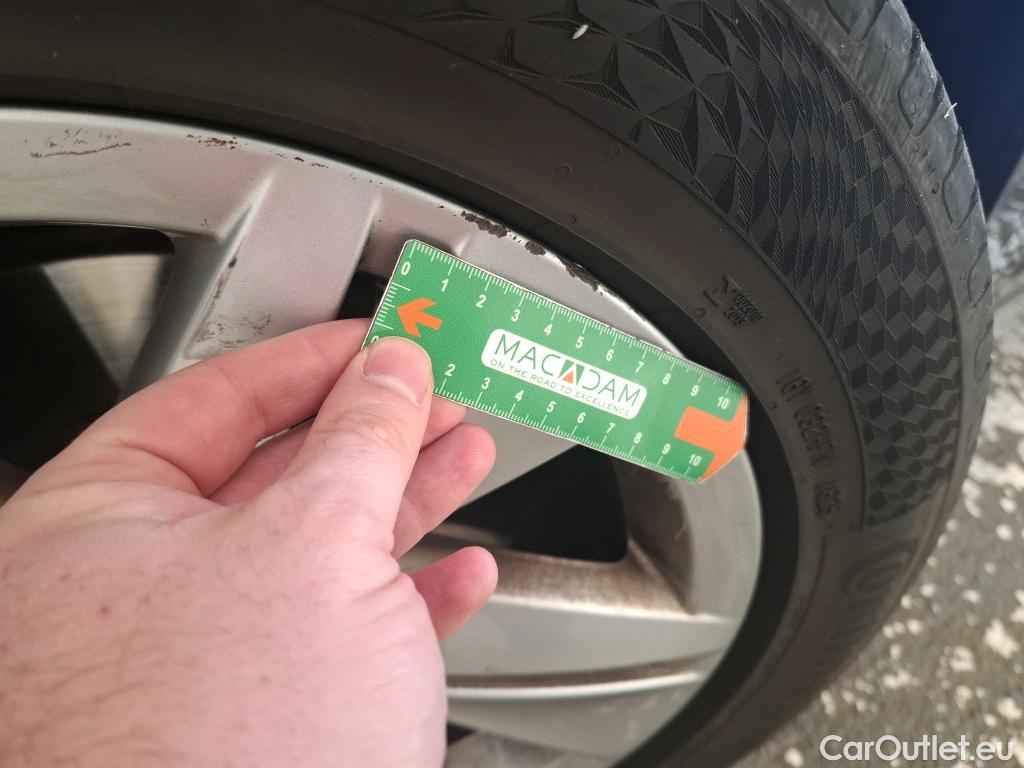 0 1 2 3 4 5 6 7 8 9 10
MACADAM
ON THE ROAD TO EXCELLENCE
2 3 4 5 6 7 8 9 10
CarOutlet.eu